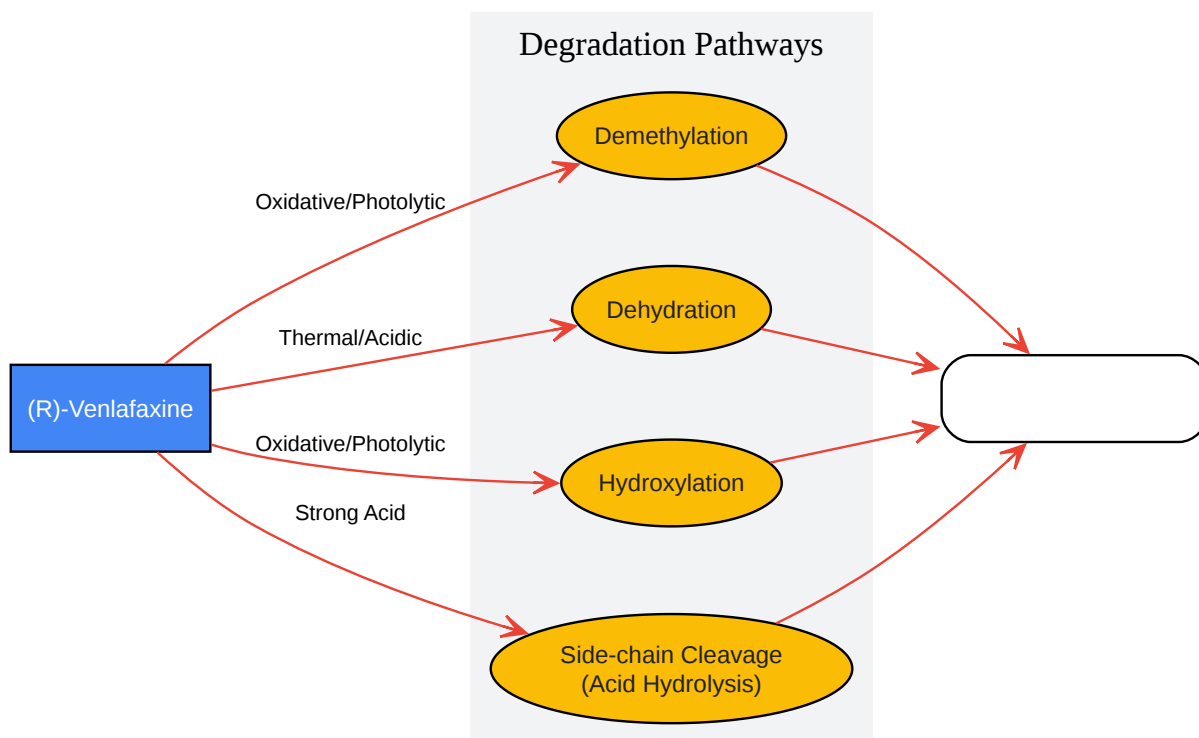 Degradation Pathways
Demethylation
Oxidative/Photolytic
Dehydration
Thermal/Acidic
(R)-Venlafaxine
Oxidative/Photolytic
Hydroxylation
Strong Acid
Side-chain Cleavage
(Acid Hydrolysis)